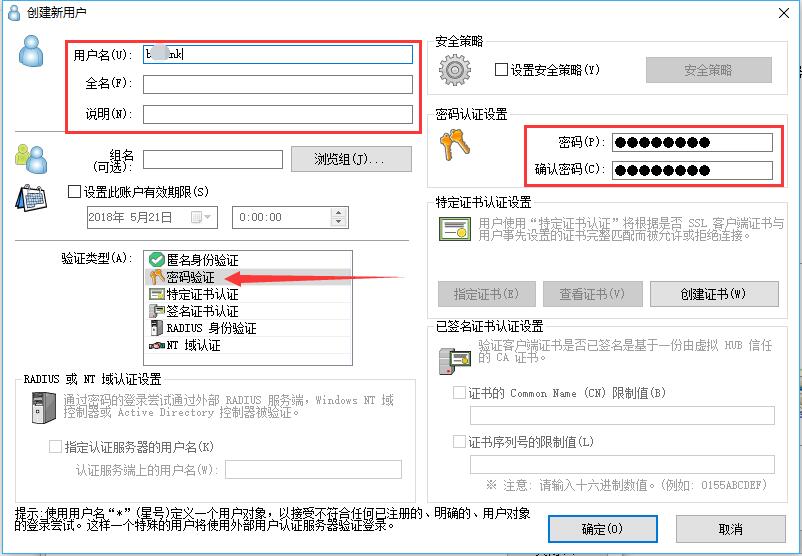 创建新用户
用户名(U):
全名(F):
说明(N):
组名
(可选):
浏览组(J)...
设置此账户有效期限(S)
2018年 5月21日
0:00:00
验证类型(A):
匿名身份验证
密码验证
特定证书认证
签名证书认证
RADIUS 身份验证
NT 域认证
RADIUS 或 NT 域认证设置
通过密码的登录尝试通过外部 RADIUS 服务端, Windows NT 域
控制器或 Active Directory 控制器被验证。
指定认证服务器的用户名(K)
认证服务端上的用户名(W):
安全策略
设置安全策略(Y)
安全策略
密码认证设置
密码(P): ●●●●●●●●
确认密码(C): ●●●●●●●●
特定证书认证设置
用户使用“特定证书认证”将根据是否 SSL 客户端证书与
用户事先设置的证书完整匹配而被允许或拒绝连接。
指定证书(E)
查看证书(V)
创建证书(W)
已签名证书认证设置
验证客户端证书是否已签名是基于一份由虚拟 HUB 信任
的 CA 证书。
证书的 Common Name (CN) 限制值(B)
证书序列号的限制值(L)
※ 注意: 请输入十六进制数值。(例如: 0155ABCDEF)
提示:使用用户名“*”(星号)定义一个用户对象，以接受不符合任何已注册的、明确的、用户对象
的登录尝试。这样一个特殊的用户将使用外部用户认证服务器验证登录。
确定(O)
取消